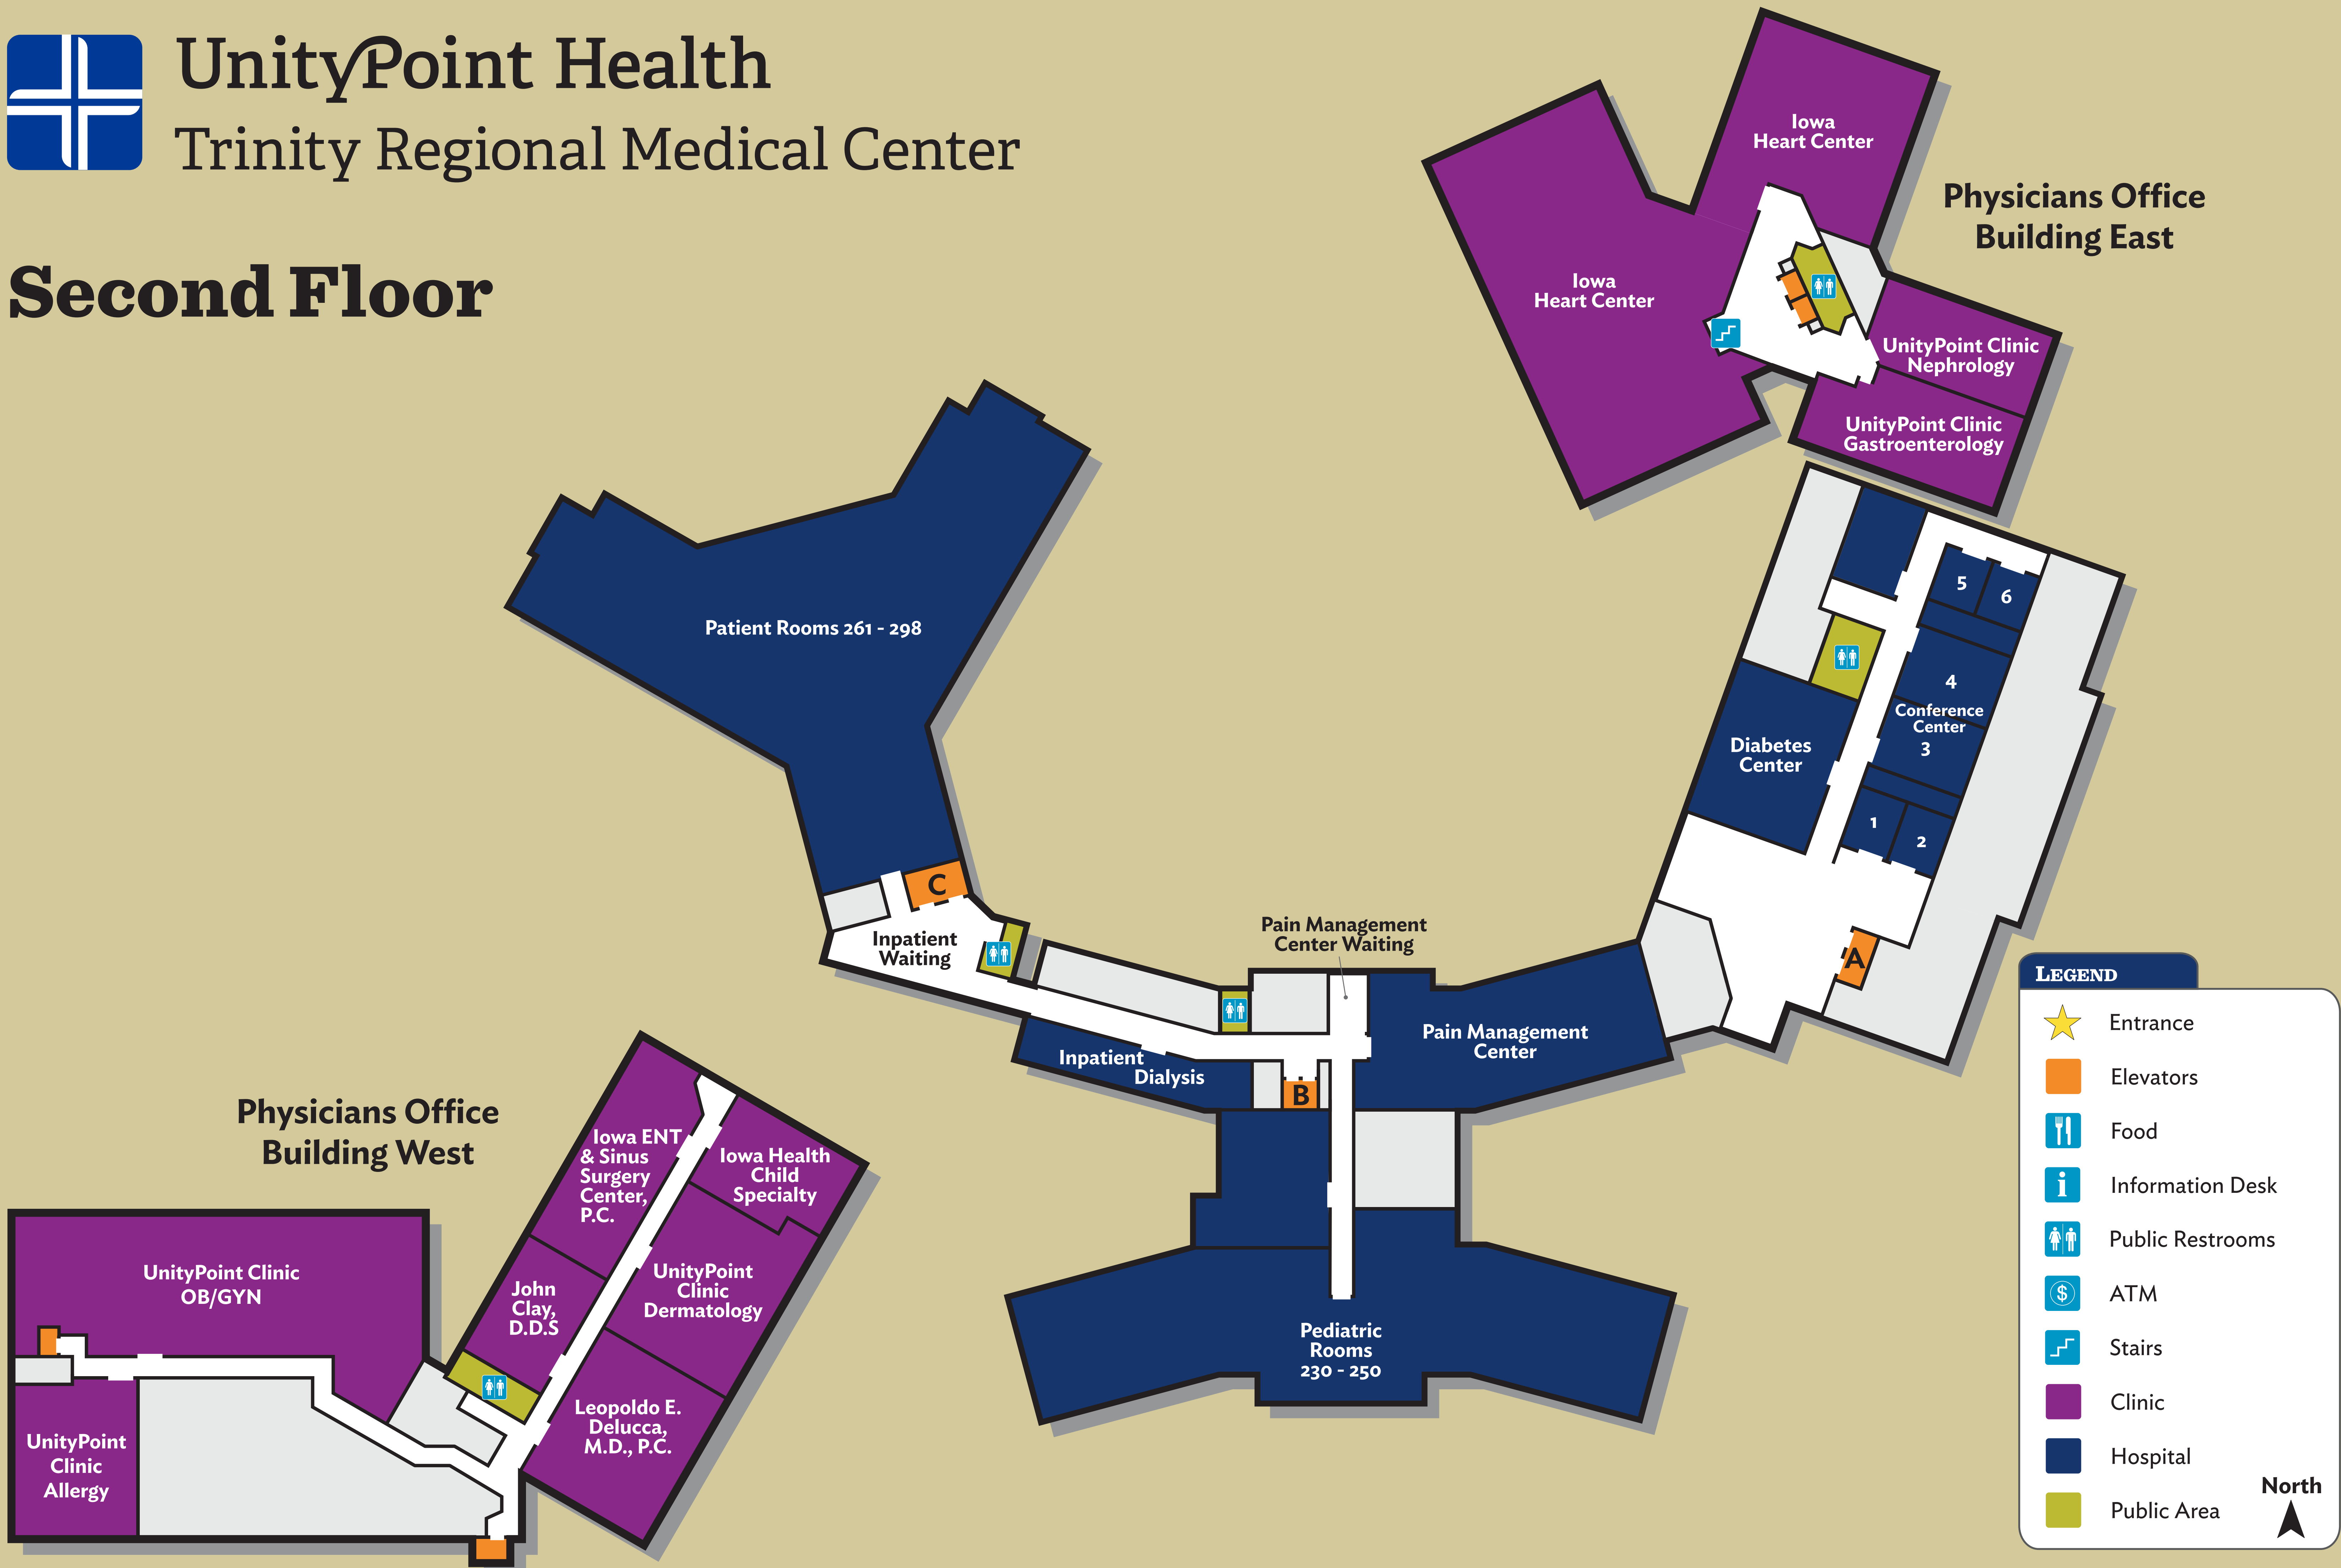 UnityPoint Health
Trinity Regional Medical Center
Second Floor
Iowa
Heart Center
Iowa
Heart Center
Physicians Office
Building East
UnityPoint Clinic
Nephrology
UnityPoint Clinic
Gastroenterology
Patient Rooms 261 - 298
5
6
4
Conference
Center
3
Diabetes
Center
1
2
A
C
Inpatient
Waiting
Pain Management
Center Waiting
Pain Management
Center
Inpatient
Dialysis
B
Pediatric
Rooms
230 - 250
Physicians Office
Building West
Iowa ENT
& Sinus
Surgery
Center,
P.C.
Iowa Health
Child
Specialty
UnityPoint
Clinic
Dermatology
John
Clay,
D.D.S
Leopoldo E.
Delucca,
M.D., P.C.
UnityPoint Clinic
OB/GYN
UnityPoint
Clinic
Allergy
LEGEND
Entrance
Elevators
Food
i Information Desk
Public Restrooms
$ ATM
Stairs
Clinic
Hospital
Public Area
North